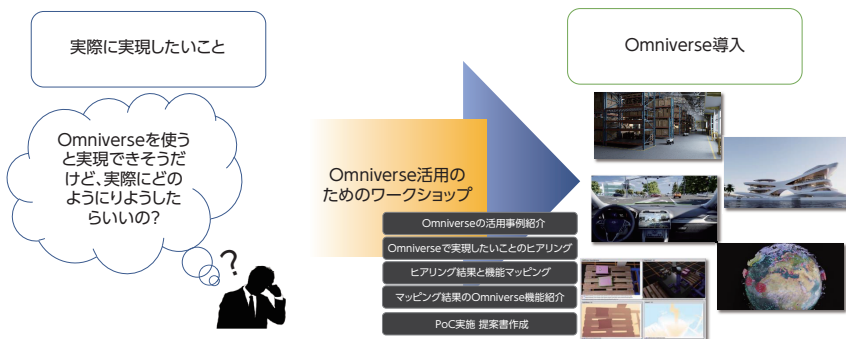 実際に実現したいこと
Omniverse導入
Omniverseを使う
と実現できそうだ
けど、実際にどの
ようにりようした
らいいの?
?
Omniverse活用の
ためのワークショップ
Omniverseの活用事例紹介
Omniverseで実現したいことのヒアリング
ヒアリング結果と機能マッピング
マッピング結果のOmniverse機能紹介
PoC実施 提案書作成